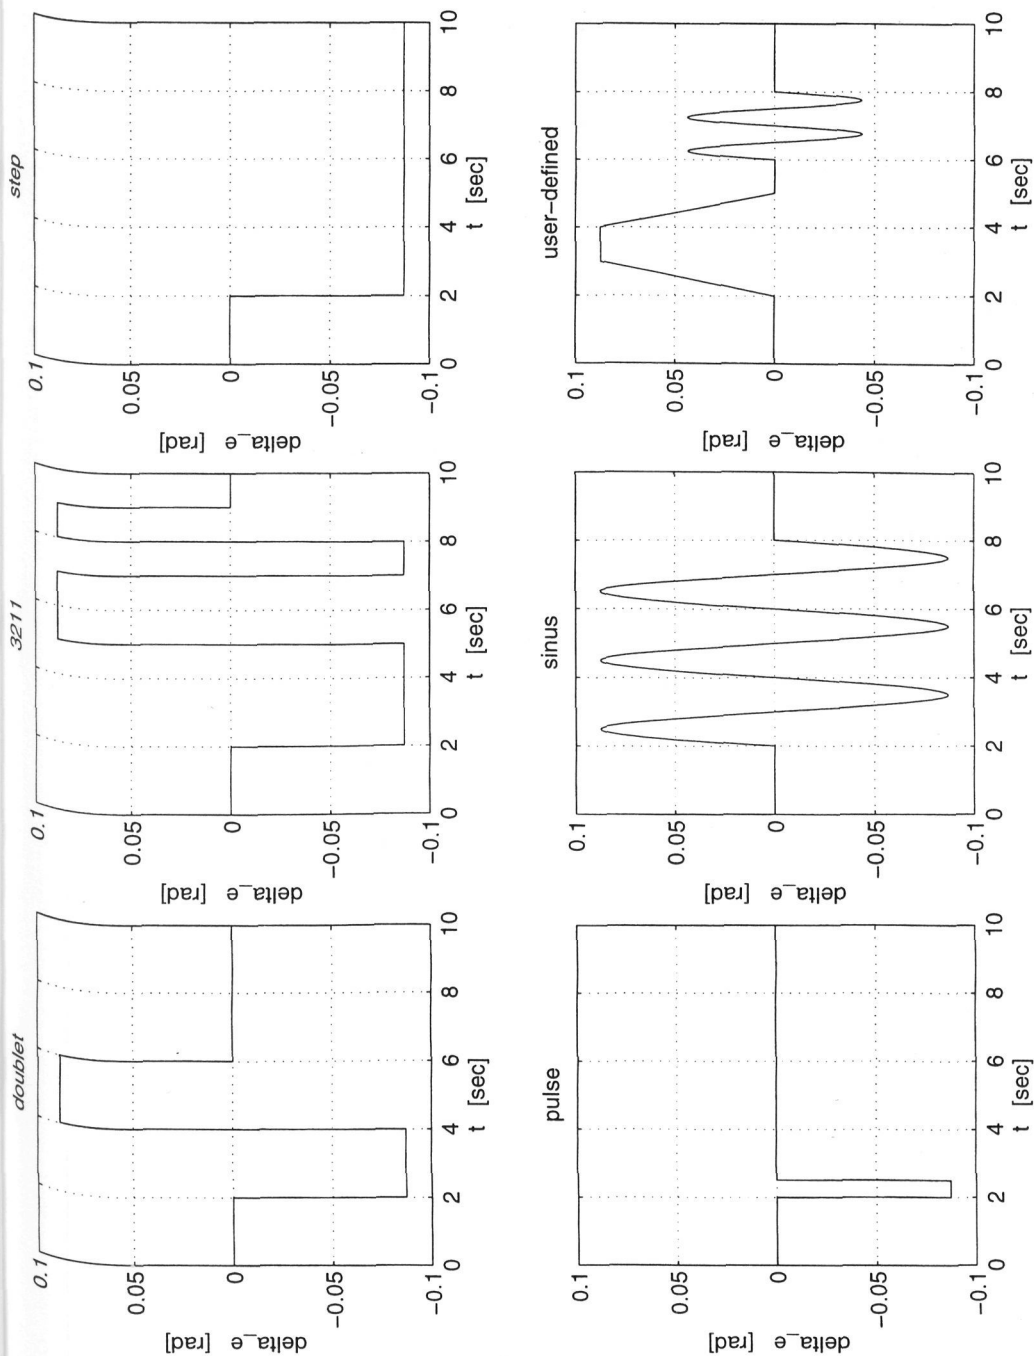 doublet
0.1
0.05
0
−0.05
−0.1
delta_e [rad]
0 2 4 6 8 10
t [sec]
3211
0.1
0.05
0
−0.05
−0.1
delta_e [rad]
0 2 4 6 8 10
t [sec]
step
0.1
0.05
0
−0.05
−0.1
delta_e [rad]
0 2 4 6 8 10
t [sec]
pulse
0.1
0.05
0
−0.05
−0.1
delta_e [rad]
0 2 4 6 8 10
t [sec]
sinus
0.1
0.05
0
−0.05
−0.1
delta_e [rad]
0 2 4 6 8 10
t [sec]
user−defined
0.1
0.05
0
−0.05
−0.1
delta_e [rad]
0 2 4 6 8 10
t [sec]